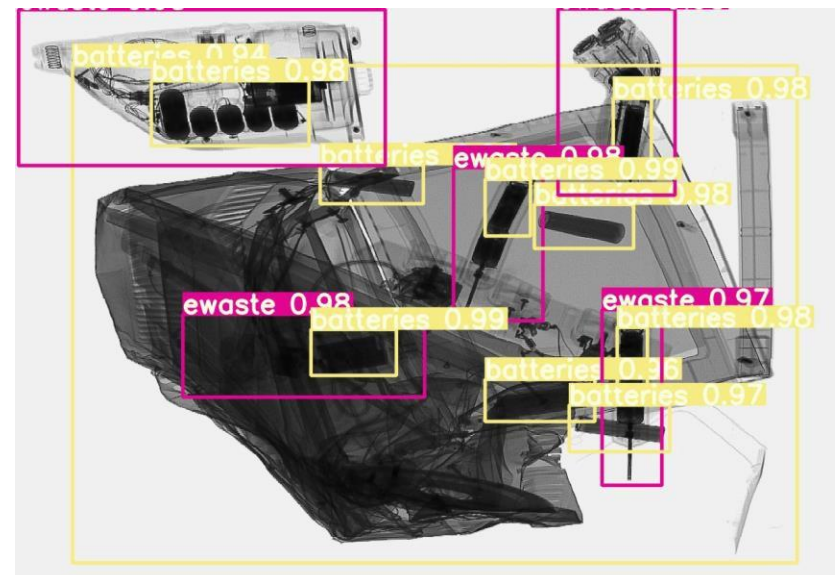 batteries 0.94
batteries 0.98
batteries 0.98
batteries
ewaste 0.98
batteries 0.99
batteries 0.98
ewaste 0.98
batteries 0.99
ewaste 0.97
batteries 0.98
batteries 0.96
batteries 0.97